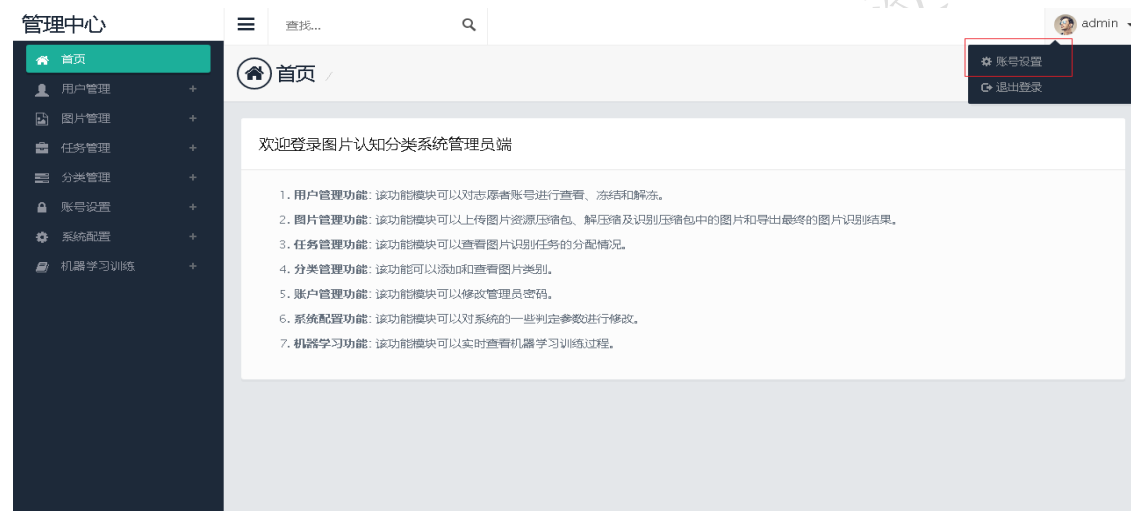 管理中心
查找...
admin
首页
用户管理 +
图片管理 +
任务管理 +
分类管理 +
账号设置 +
系统配置 +
机器学习训练 +
首页 /
账号设置
退出登录
欢迎登录图片认知分类系统管理员端
1. 用户管理功能: 该功能模块可以对志愿者账号进行查看、冻结和解冻。
2. 图片管理功能: 该功能模块可以上传图片资源压缩包、解压缩及识别压缩包中的图片和导出最终的图片识别结果。
3. 任务管理功能: 该功能模块可以查看图片识别任务的分配情况。
4. 分类管理功能: 该功能可以添加和查看图片类别。
5. 账户管理功能: 该功能模块可以修改管理员密码。
6. 系统配置功能: 该功能模块可以对系统的一些判定参数进行修改。
7. 机器学习功能: 该功能模块可以实时查看机器学习训练过程。